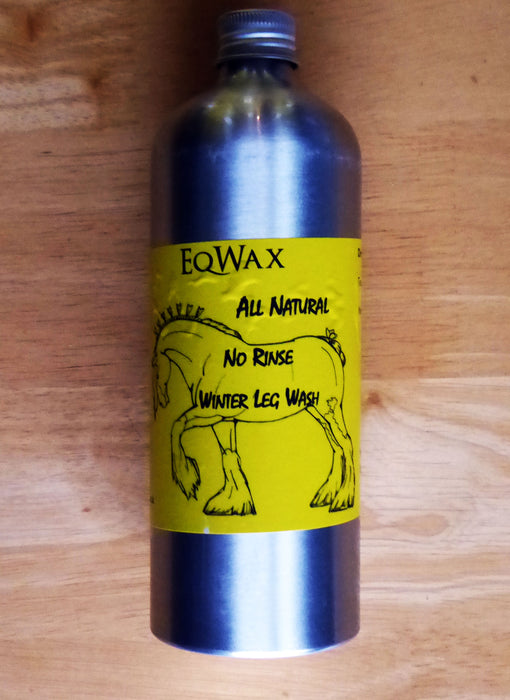 EQWAX
ALL NATURAL
NO RINSE
WINTER LEG WASH